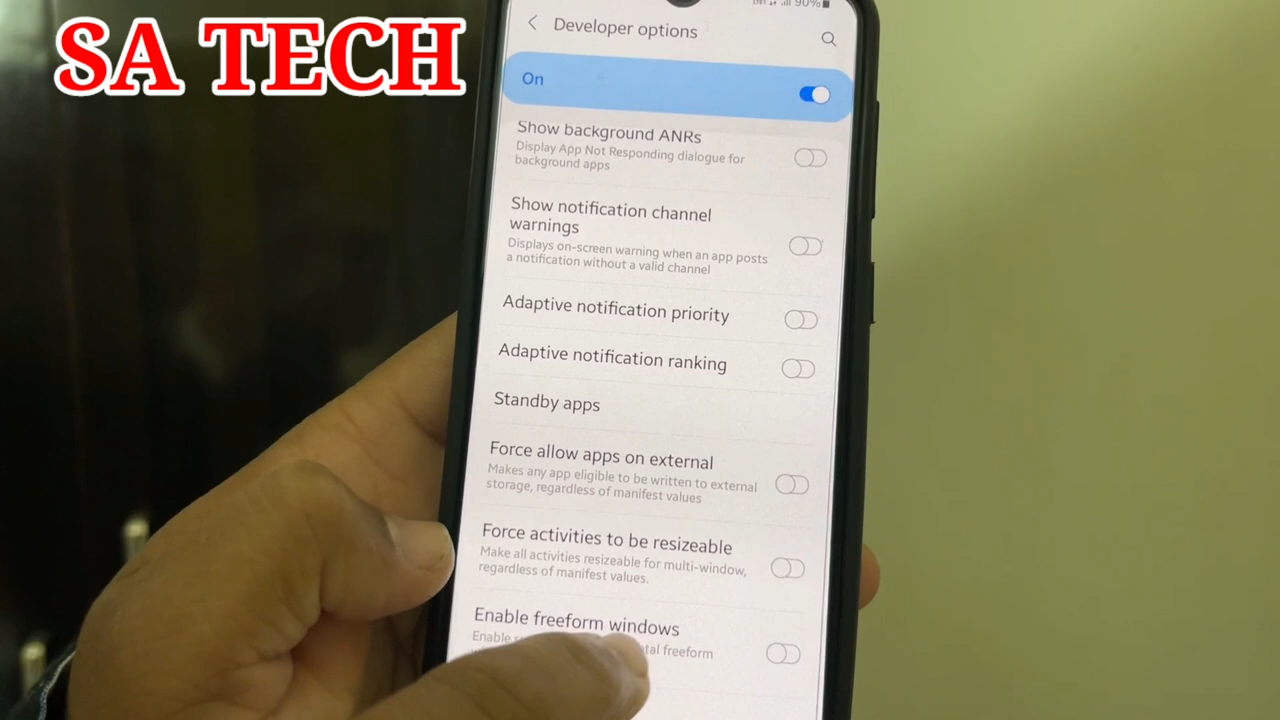 SA TECH
90%
Developer options
On
Show background ANRs
Display App Not Responding dialogue for
background apps
Show notification channel
warnings
Displays on-screen warning when an app posts
a notification without a valid channel
Adaptive notification priority
Adaptive notification ranking
Standby apps
Force allow apps on external
Makes any app eligible to be written to external
storage, regardless of manifest values
Force activities to be resizeable
Make all activities resizeable for multi-window,
regardless of manifest values.
Enable freeform windows
Enable freeform